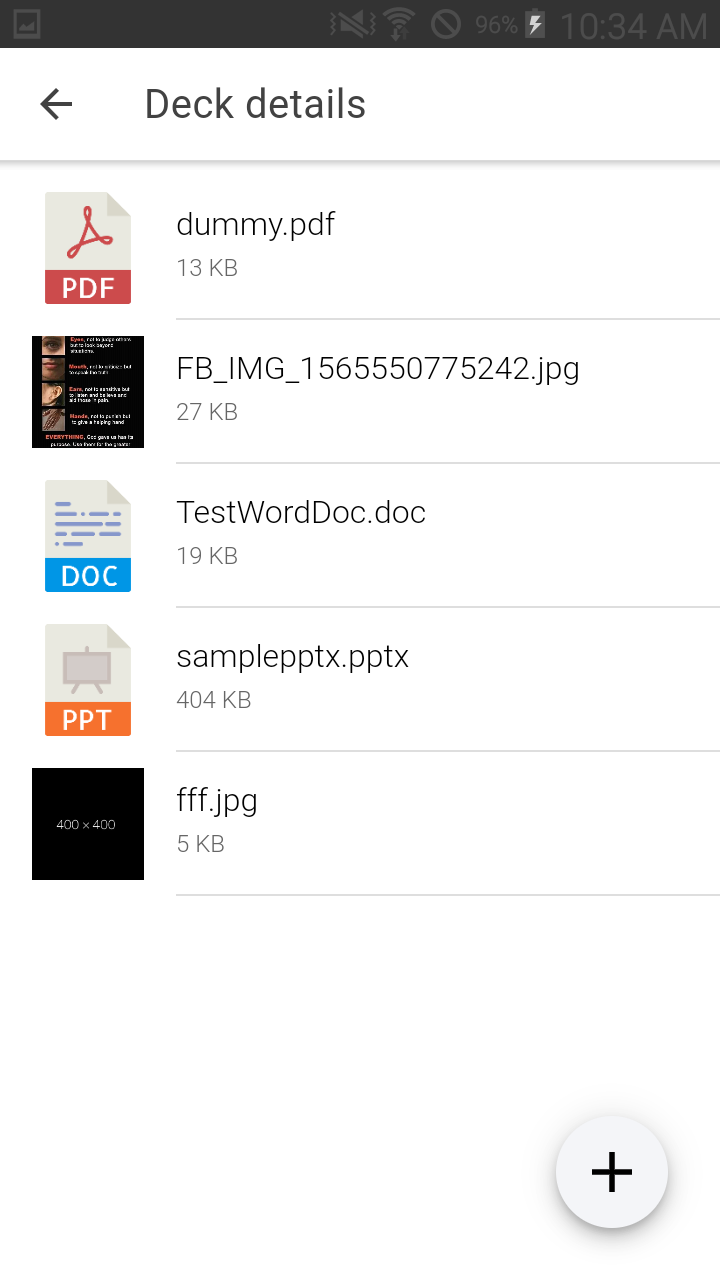 96% 10:34 AM
Deck details
PDF
dummy.pdf
13 KB
Eyes, not to judge others
but to look beyond
situations.
Mouth, not to criticize but
to speak the truth
Ears, not to sensitive but
to listen and believe and
aid those in pain.
Hands, not to punish but
to give a helping hand
EVERYTHING, God gave us has its
purpose. Use them for the greater
FB_IMG_1565550775242.jpg
27 KB
DOC
TestWordDoc.doc
19 KB
PPT
samplepptx.pptx
404 KB
400 × 400
fff.jpg
5 KB